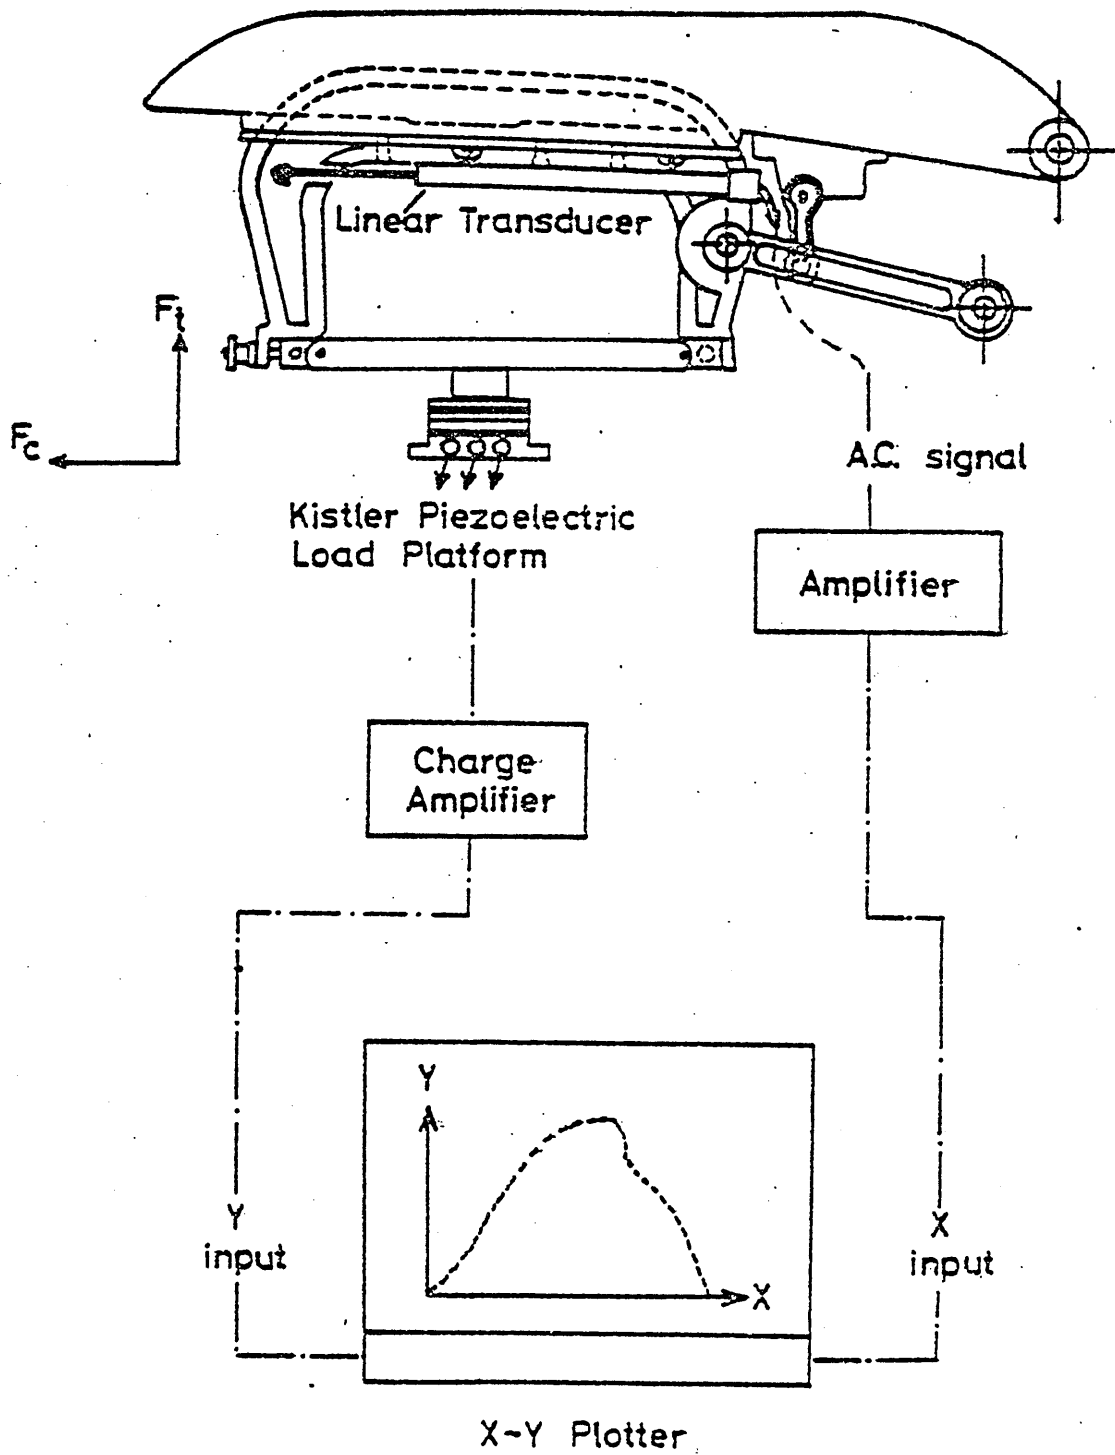 Linear Transducer
Ft
Fc
A.C. signal
Kistler Piezoelectric
Load Platform
Amplifier
Charge
Amplifier
Y
X
Y
input
X
input
X~Y Plotter